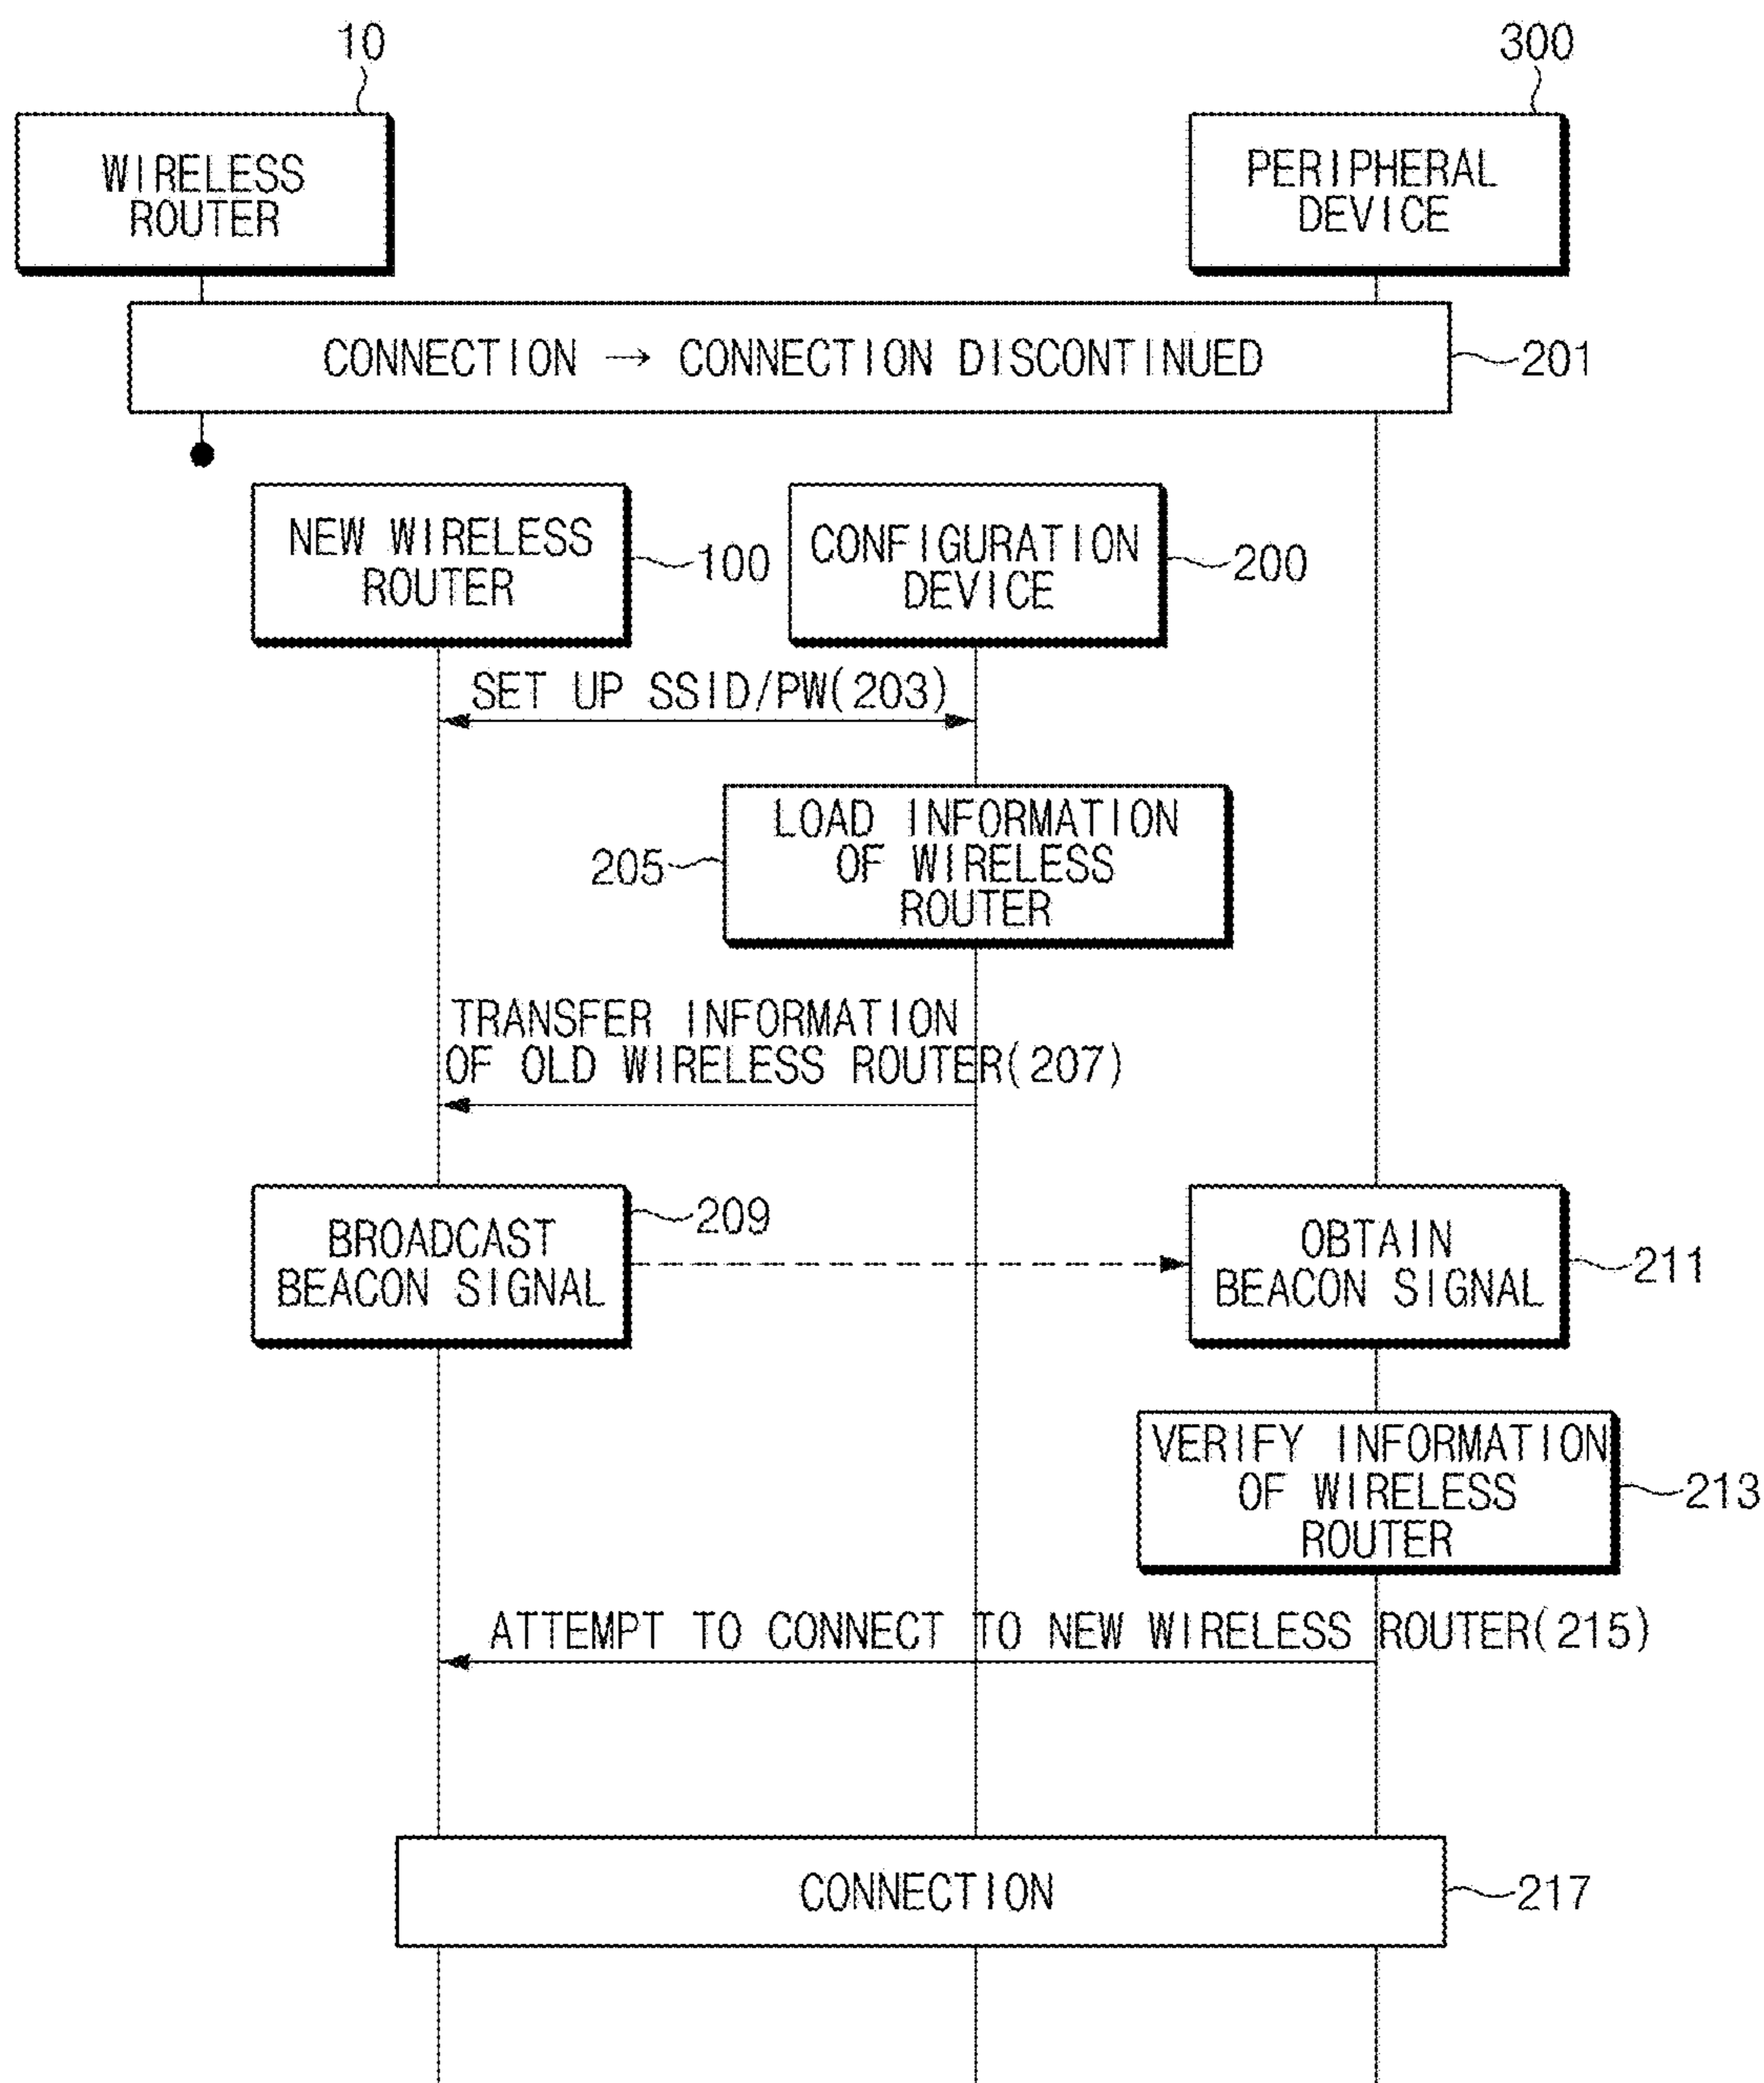 10
300
WIRELESS
ROUTER
PERIPHERAL
DEVICE
CONNECTION → CONNECTION DISCONTINUED
201
NEW WIRELESS
ROUTER
100
CONFIGURATION
DEVICE
200
SET UP SSID/PW(203)
LOAD INFORMATION
OF WIRELESS
ROUTER
205
TRANSFER INFORMATION
OF OLD WIRELESS ROUTER(207)
BROADCAST
BEACON SIGNAL
209
OBTAIN
BEACON SIGNAL
211
VERIFY INFORMATION
OF WIRELESS
ROUTER
213
ATTEMPT TO CONNECT TO NEW WIRELESS ROUTER(215)
CONNECTION
217